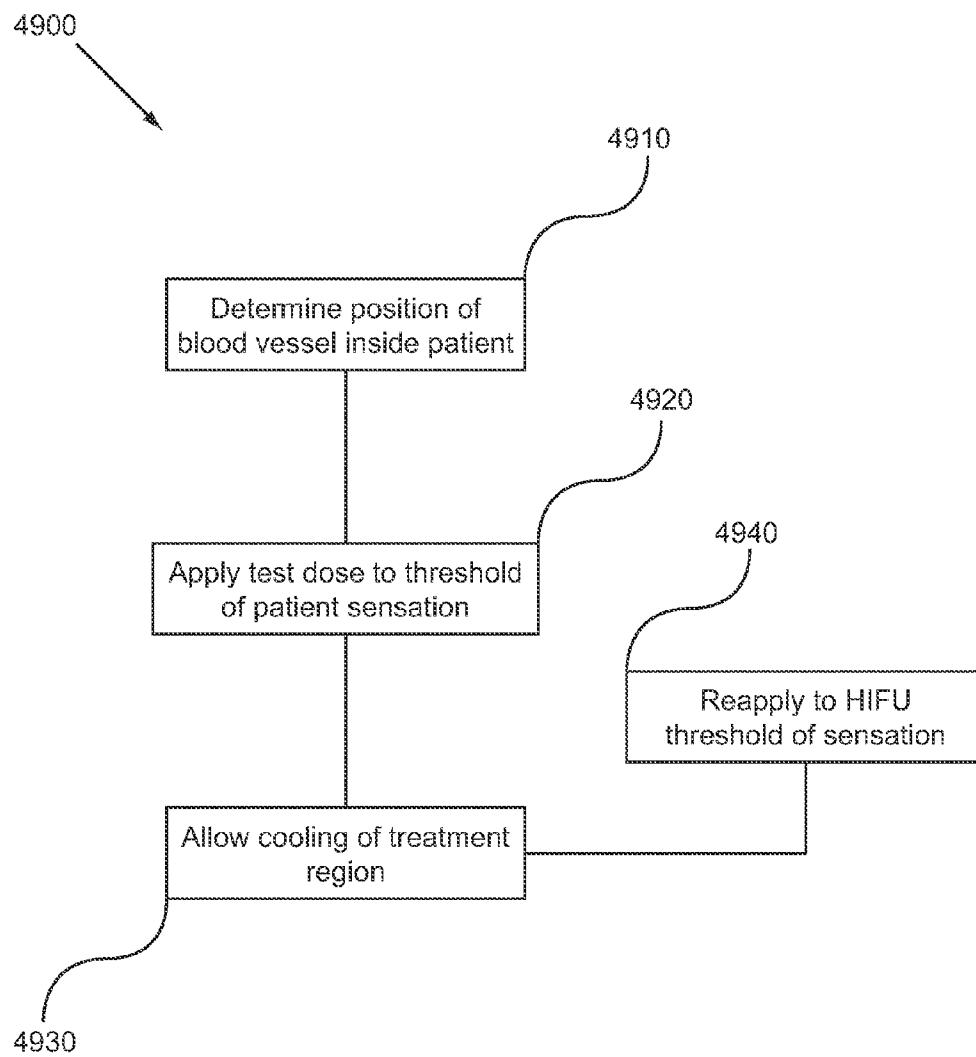 4900
4910
Determine position of
blood vessel inside patient
4920
Apply test dose to threshold
of patient sensation
4940
Reapply to HIFU
threshold of sensation
Allow cooling of treatment
region
4930